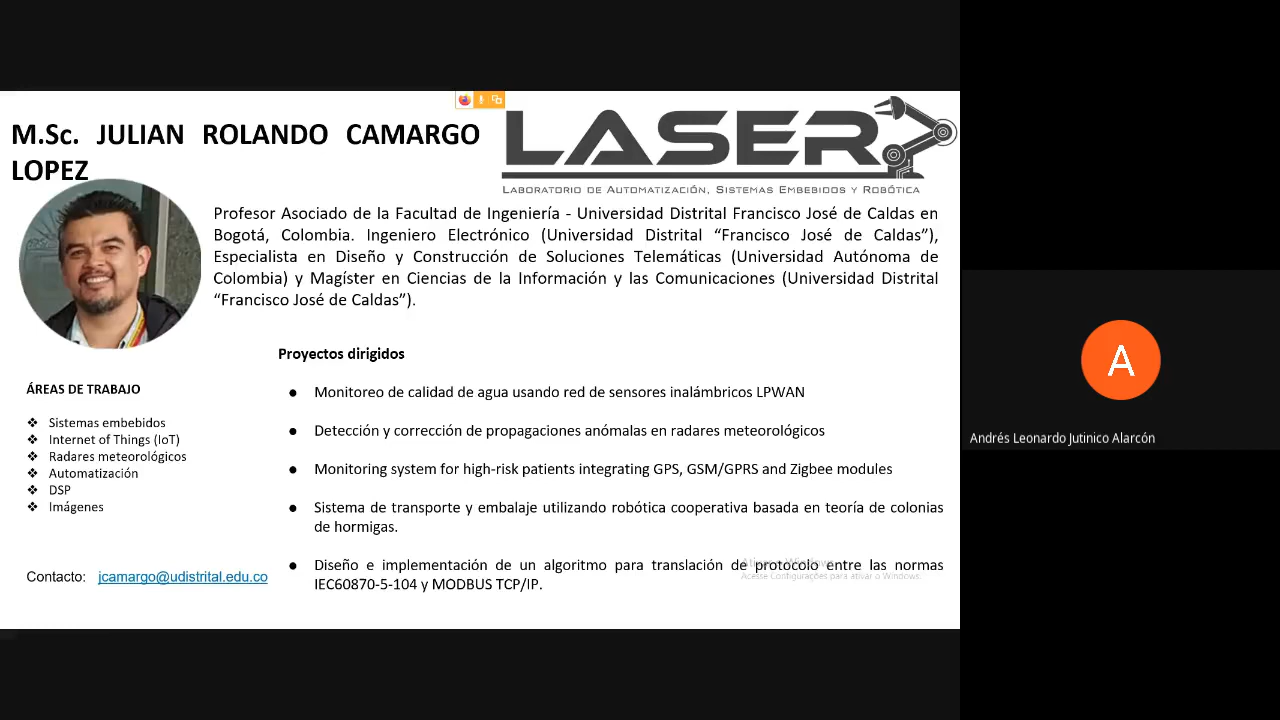 M.Sc. JULIAN ROLANDO CAMARGO
LOPEZ
LASER
LABORATORIO DE AUTOMATIZACIÓN, SISTEMAS EMBEBIDOS Y ROBÓTICA
Profesor Asociado de la Facultad de Ingeniería - Universidad Distrital Francisco José de Caldas en
Bogotá, Colombia. Ingeniero Electrónico (Universidad Distrital “Francisco José de Caldas”),
Especialista en Diseño y Construcción de Soluciones Telemáticas (Universidad Autónoma de
Colombia) y Magíster en Ciencias de la Información y las Comunicaciones (Universidad Distrital
“Francisco José de Caldas”).
ÁREAS DE TRABAJO
❖ Sistemas embebidos
❖ Internet of Things (IoT)
❖ Radares meteorológicos
❖ Automatización
❖ DSP
❖ Imágenes
Contacto: jcamargo@udistrital.edu.co
Proyectos dirigidos
● Monitoreo de calidad de agua usando red de sensores inalámbricos LPWAN
● Detección y corrección de propagaciones anómalas en radares meteorológicos
● Monitoring system for high-risk patients integrating GPS, GSM/GPRS and Zigbee modules
● Sistema de transporte y embalaje utilizando robótica cooperativa basada en teoría de colonias
de hormigas.
● Diseño e implementación de un algoritmo para translación de protocolo entre las normas
IEC60870-5-104 y MODBUS TCP/IP.
Ativar o Windows
Acesse Configurações para ativar o Windows.
A
Andrés Leonardo Jutinico Alarcón